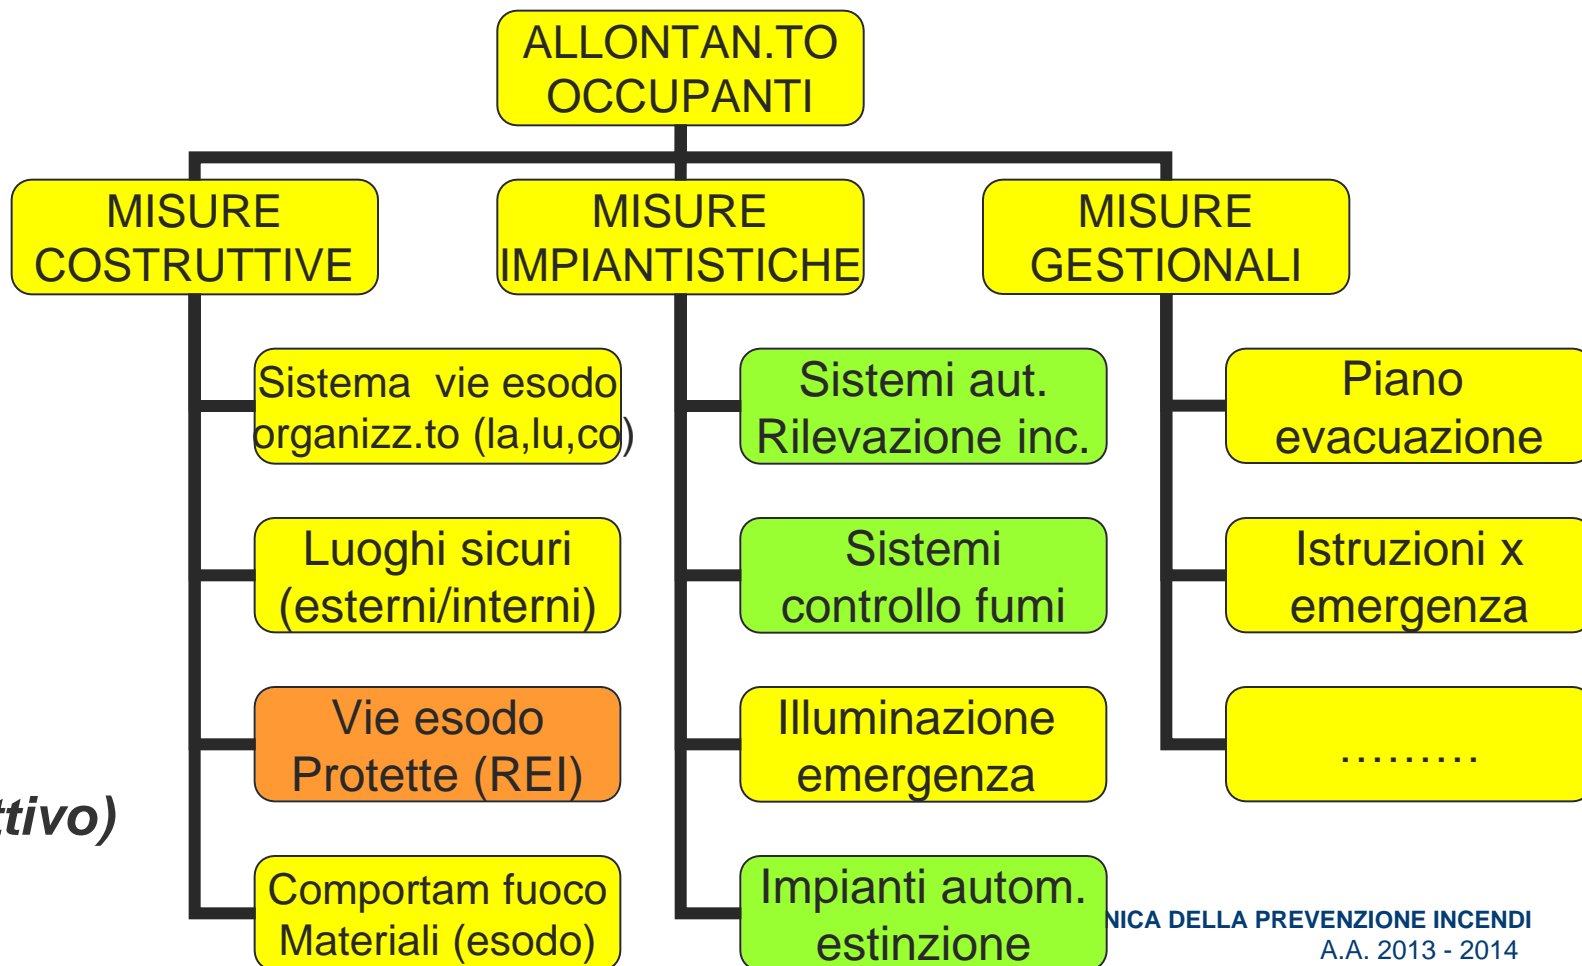 ALLONTAN.TO
OCCUPANTI
MISURE
COSTRUTTIVE
MISURE
IMPIANTISTICHE
MISURE
GESTIONALI
Sistema vie esodo
organizz.to (la,lu,co)
Sistemi aut.
Rilevazione inc.
Piano
evacuazione
Luoghi sicuri
(esterni/interni)
Sistemi
controllo fumi
Istruzioni x
emergenza
Vie esodo
Protette (REI)
Illuminazione
emergenza
………
ttivo)
Comportam fuoco
Materiali (esodo)
Impianti autom.
estinzione
NICA DELLA PREVENZIONE INCENDI
A.A. 2013 - 2014